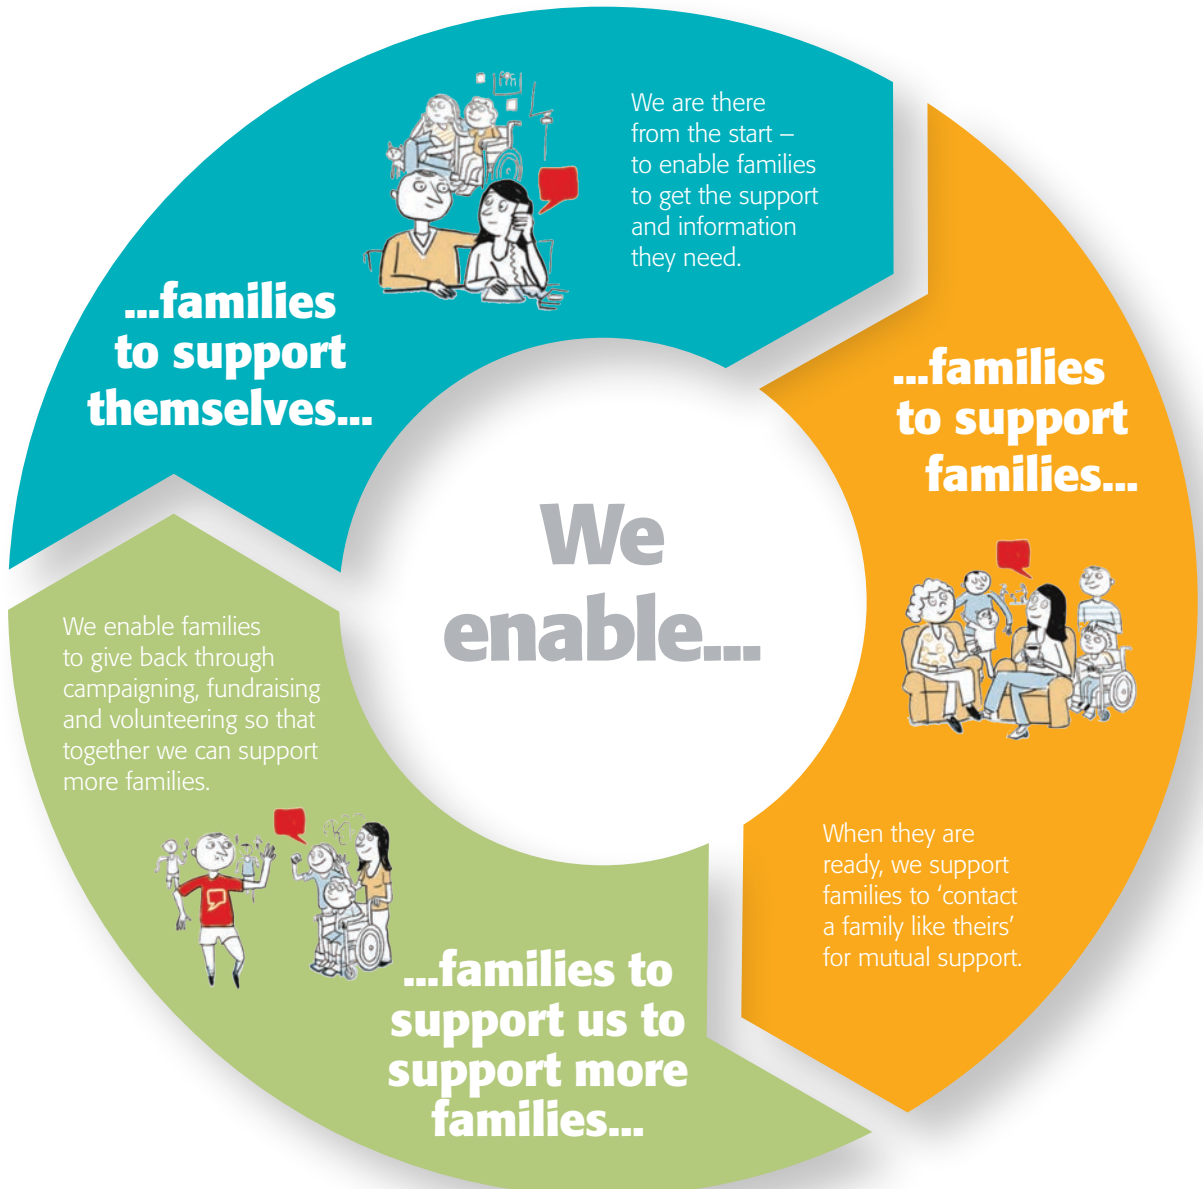 We
enable...
...families
to support
themselves...
We are there
from the start –
to enable families
to get the support
and information
they need.
...families
to support
families...
When they are
ready, we support
families to ‘contact
a family like theirs’
for mutual support.
...families to
support us to
support more
families...
We enable families
to give back through
campaigning, fundraising
and volunteering so that
together we can support
more families.